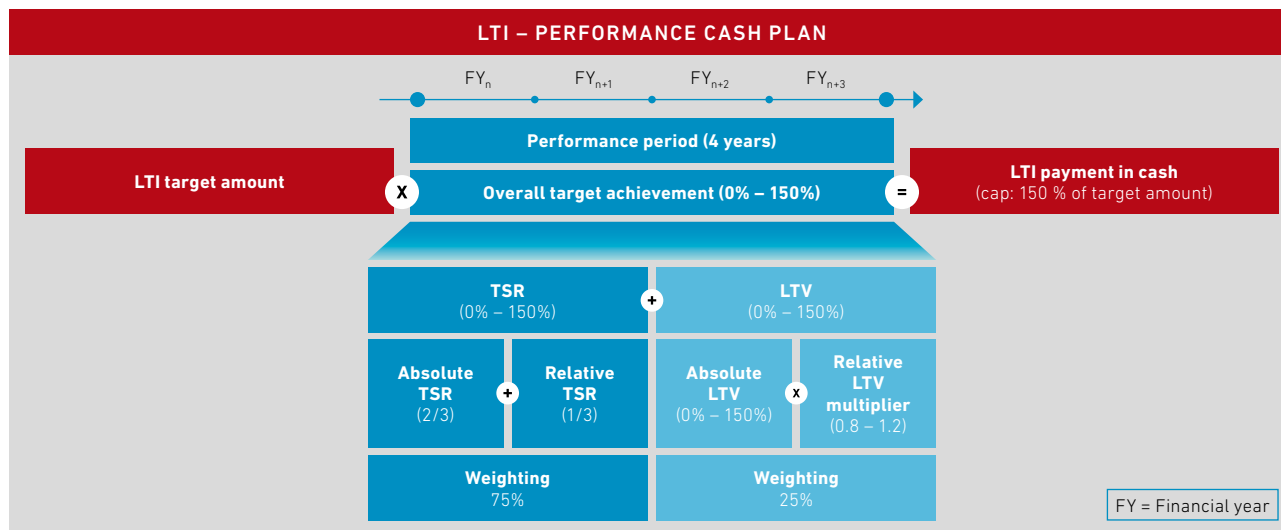 LTI – PERFORMANCE CASH PLAN
FYn FYn+1 FYn+2 FYn+3
Performance period (4 years)
LTI target amount
X
Overall target achievement (0% – 150%)
=
LTI payment in cash
(cap: 150 % of target amount)
TSR
(0% – 150%)
+
LTV
(0% – 150%)
Absolute
TSR
(2/3)
+
Relative
TSR
(1/3)
Absolute
LTV
(0% – 150%)
x
Relative
LTV
multiplier
(0.8 – 1.2)
Weighting
75%
Weighting
25%
FY = Financial year